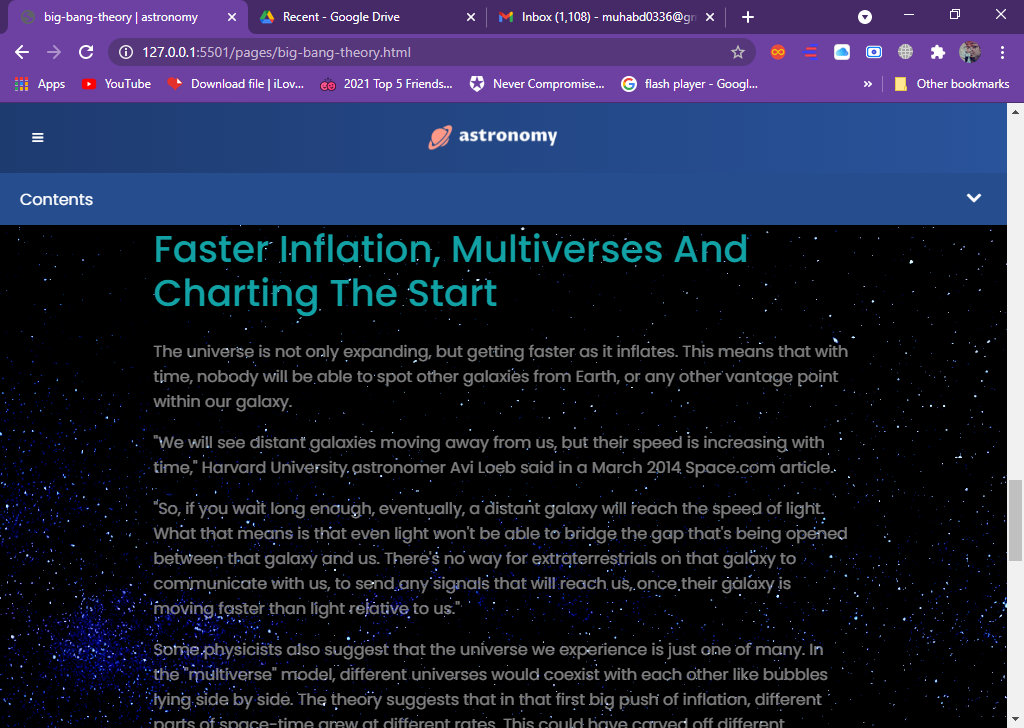 big-bang-theory | astronomy
Recent - Google Drive
Inbox (1,108) - muhabd0336@gm
127.0.0.1:5501/pages/big-bang-theory.html
Apps
YouTube
Download file | iLov...
2021 Top 5 Friends...
Never Compromise...
flash player - Googl...
»
Other bookmarks
astronomy
Contents
Faster Inflation, Multiverses And
Charting The Start
The universe is not only expanding, but getting faster as it inflates. This means that with
time, nobody will be able to spot other galaxies from Earth, or any other vantage point
within our galaxy.
"We will see distant galaxies moving away from us, but their speed is increasing with
time," Harvard University astronomer Avi Loeb said in a March 2014 Space.com article.
"So, if you wait long enough, eventually, a distant galaxy will reach the speed of light.
What that means is that even light won't be able to bridge the gap that's being opened
between that galaxy and us. There's no way for extraterrestrials on that galaxy to
communicate with us, to send any signals that will reach us, once their galaxy is
moving faster than light relative to us."
Some physicists also suggest that the universe we experience is just one of many. In
the "multiverse" model, different universes would coexist with each other like bubbles
lying side by side. The theory suggests that in that first big push of inflation, different
parts of space-time grew at different rates. This could have carved off different